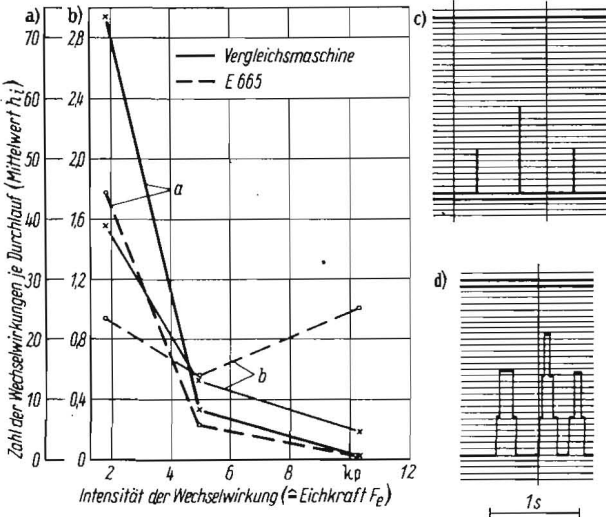 a) b) c)
70 2,8
60 2,4
50 2,0
40 1,6
30 1,2
20 0,8
10 0,4
0 0
Zahl der Wechselwirkungen je Durchlauf (Mittelwert h̄i)
Vergleichsmaschine
E 665
a
b
2 4 6 8 kp 12
Intensität der Wechselwirkung (≙ Eichkraft Fe)
d)
1s